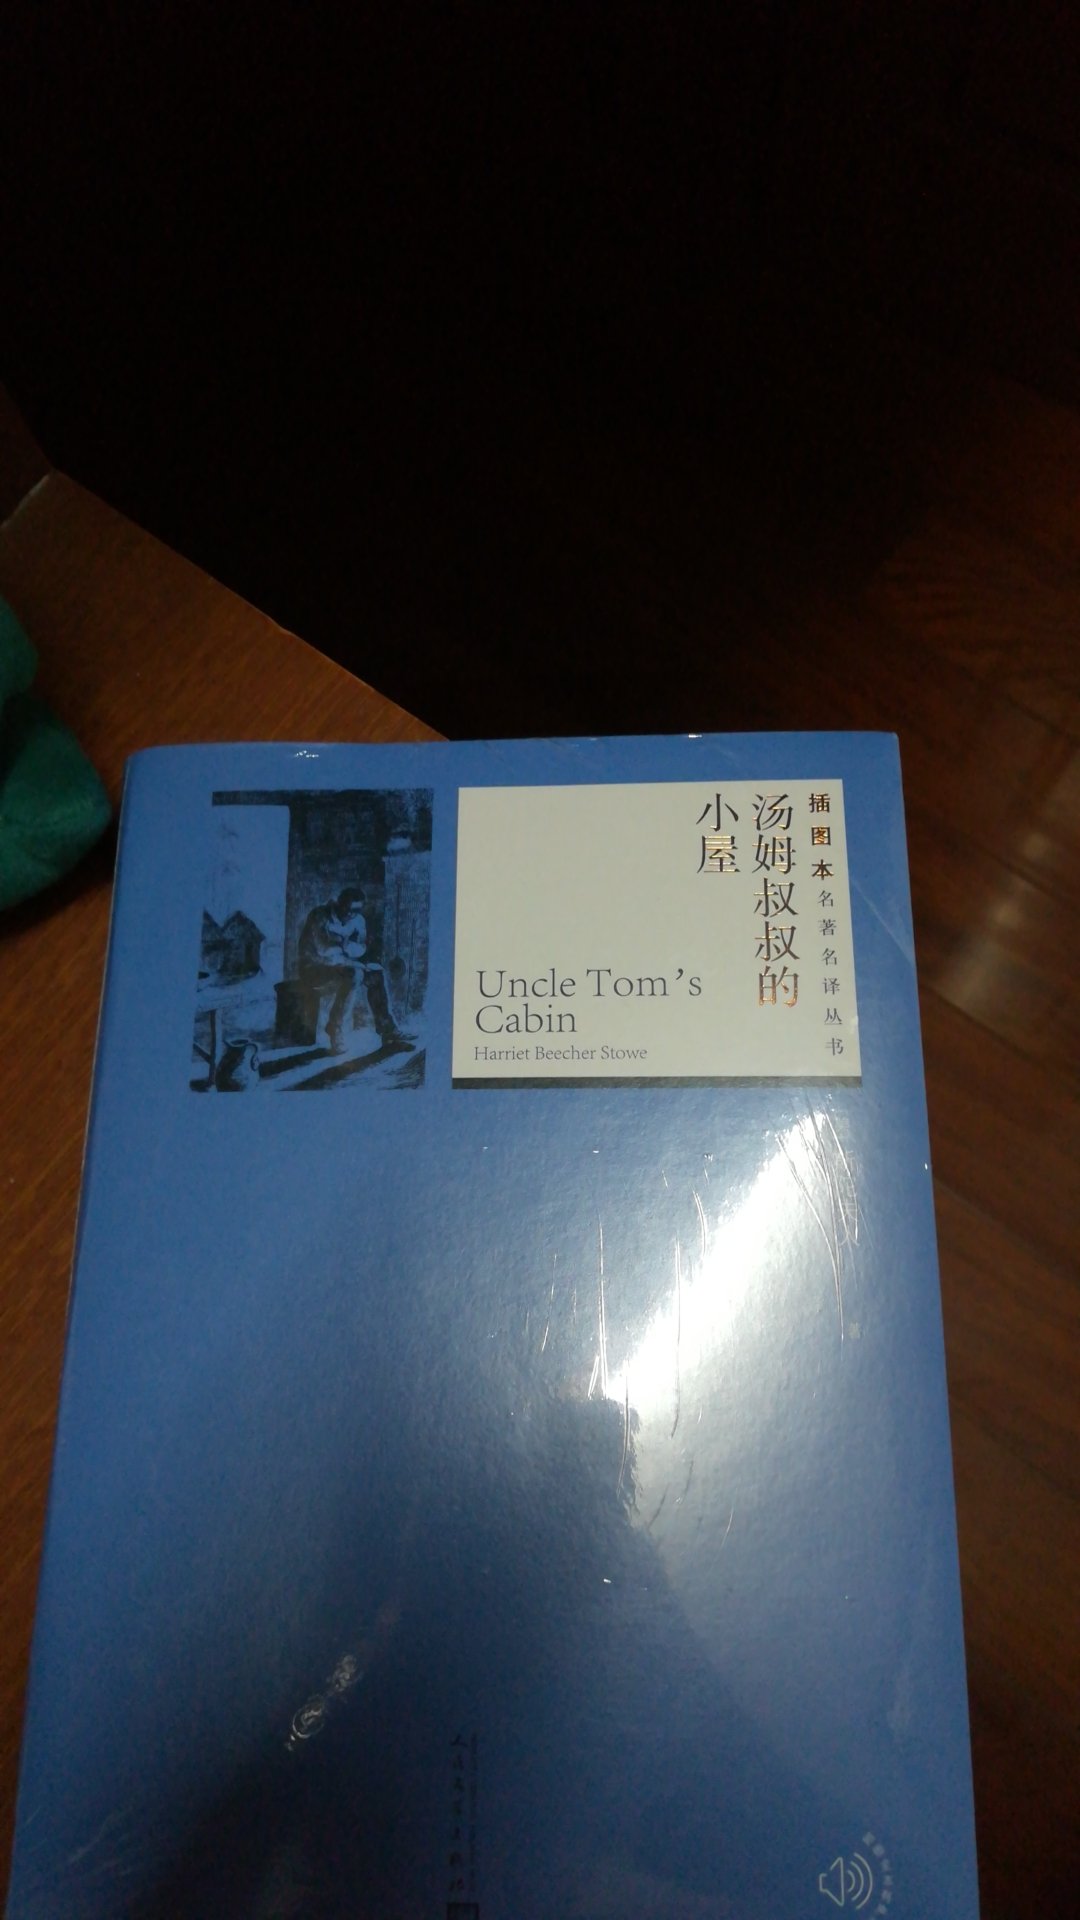 插图本名著名译丛书
汤姆叔叔的
小屋
Uncle Tom's
Cabin
Harriet Beecher Stowe
著